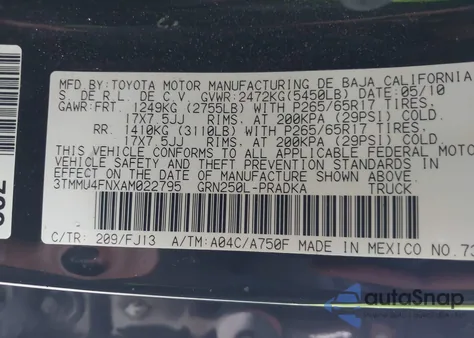 MFD.BY:TOYOTA MOTOR MANUFACTURING DE BAJA CALIFORNIA
S. DE R.L. DE C.V. GVWR:2472KG(5450LB) DATE:05/10
GAWR:FRT. 1249KG (2755LB) WITH P265/65R17 TIRES,
17X7.5JJ RIMS, AT 200KPA (29PSI) COLD.
RR. 1410KG (3110LB) WITH P265/65R17 TIRES,
17X7.5JJ RIMS, AT 200KPA (29PSI) COLD.
THIS VEHICLE CONFORMS TO ALL APPLICABLE FEDERAL MOTOR
VEHICLE SAFETY AND THEFT PREVENTION STANDARDS IN
EFFECT ON THE DATE OF MANUFACTURE SHOWN ABOVE.
3TMMU4FNXAM022795 GRN250L-PRADKA TRUCK
C/TR: 209/FJ13 A/TM:A04C/A750F MADE IN MEXICO NO.73
autoSnap